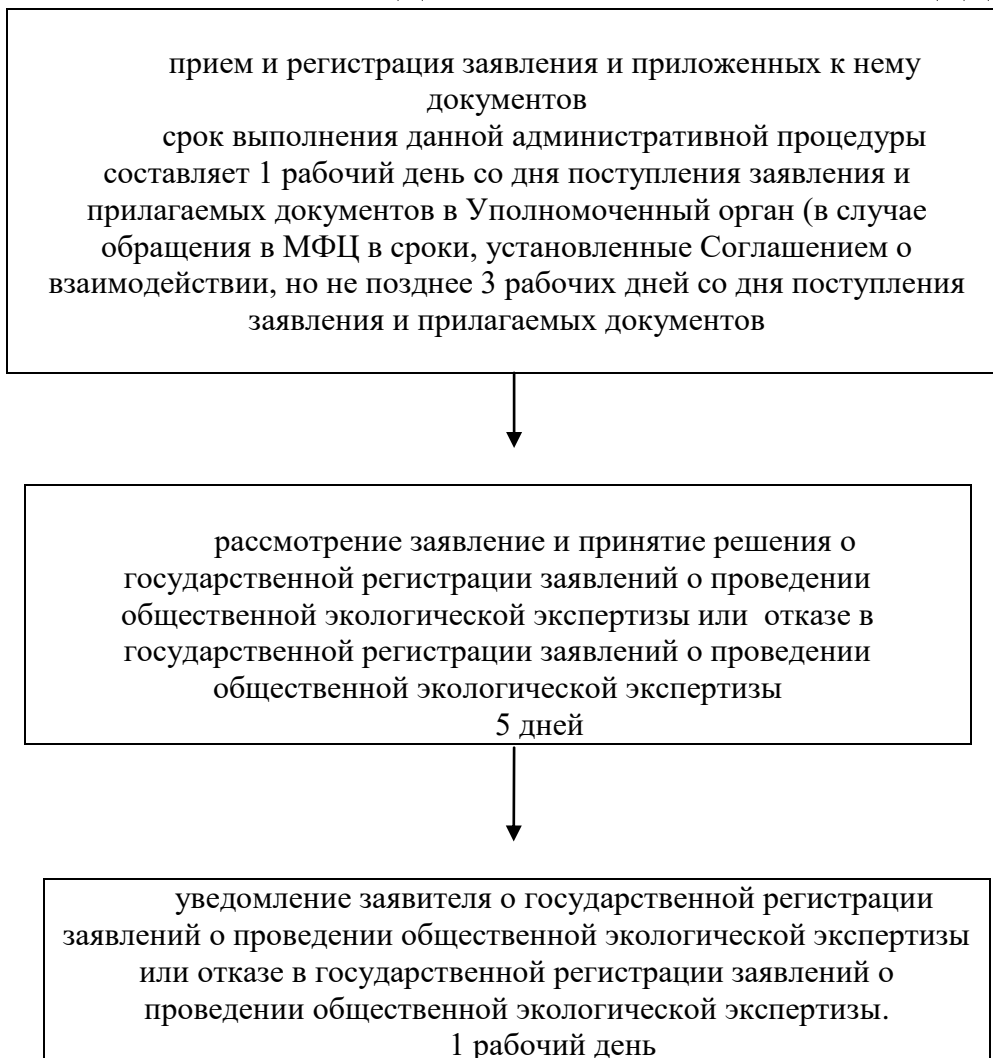 прием и регистрация заявления и приложенных к нему
документов
срок выполнения данной административной процедуры
составляет 1 рабочий день со дня поступления заявления и
прилагаемых документов в Уполномоченный орган (в случае
обращения в МФЦ в сроки, установленные Соглашением о
взаимодействии, но не позднее 3 рабочих дней со дня поступления
заявления и прилагаемых документов
рассмотрение заявление и принятие решения о
государственной регистрации заявлений о проведении
общественной экологической экспертизы или отказе в
государственной регистрации заявлений о проведении
общественной экологической экспертизы
5 дней
уведомление заявителя о государственной регистрации
заявлений о проведении общественной экологической экспертизы
или отказе в государственной регистрации заявлений о
проведении общественной экологической экспертизы.
1 рабочий день